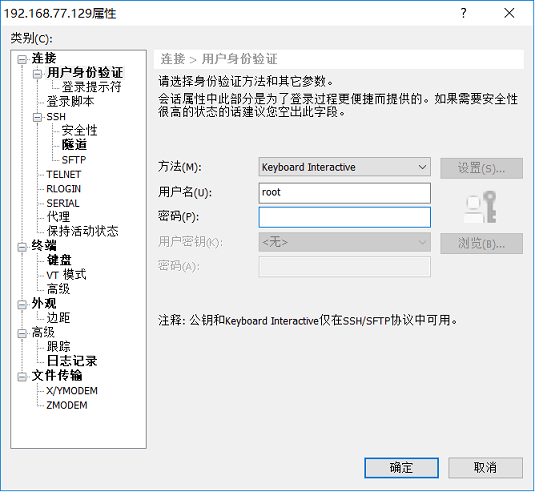 192.168.77.129属性
类别(C):
连接
用户身份验证
登录提示符
登录脚本
SSH
安全性
隧道
SFTP
TELNET
RLOGIN
SERIAL
代理
保持活动状态
终端
键盘
VT 模式
高级
外观
边距
高级
跟踪
日志记录
文件传输
X/YMODEM
ZMODEM
连接 > 用户身份验证
请选择身份验证方法和其它参数。
会话属性中此部分是为了登录过程更便捷而提供的。如果需要安全性
很高的状态的话建议您空出此字段。
方法(M): Keyboard Interactive 设置(S)...
用户名(U): root
密码(P):
用户密钥(K): <无> 浏览(B)...
密码(A):
注释: 公钥和Keyboard Interactive仅在SSH/SFTP协议中可用。
确定 取消